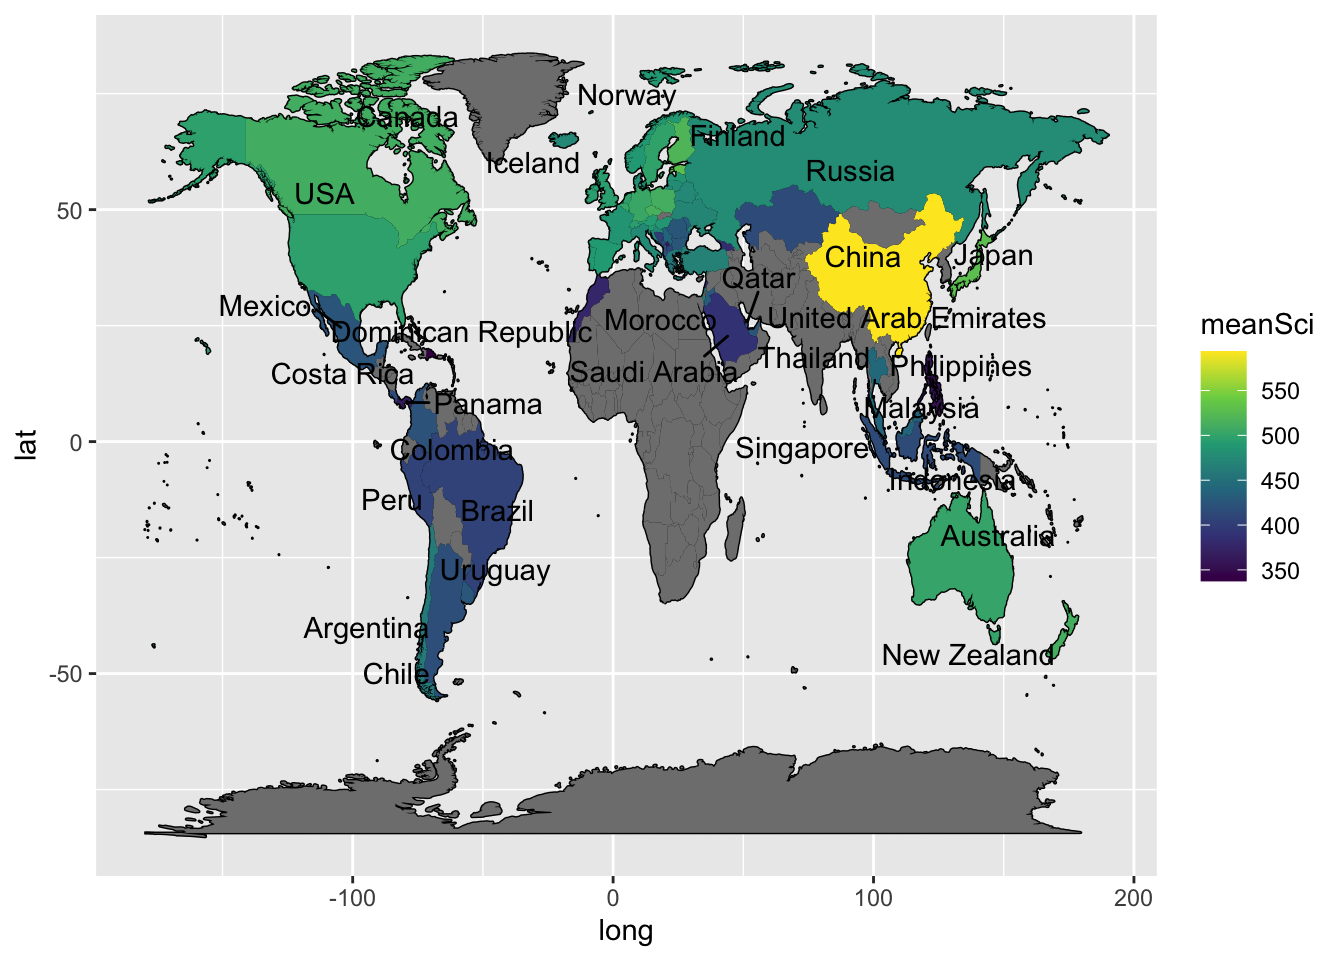 Norway
Canada
Finland
Iceland
Russia
USA
China
Japan
Qatar
Mexico
Dominican Republic
Morocco
United Arab Emirates
Saudi Arabia
Thailand
Philippines
Costa Rica
Panama
Malaysia
Colombia
Singapore
Indonesia
Peru
Brazil
Australia
Uruguay
Argentina
New Zealand
Chile
50
0
-50
lat
-100
0
100
200
long
meanSci
550
500
450
400
350